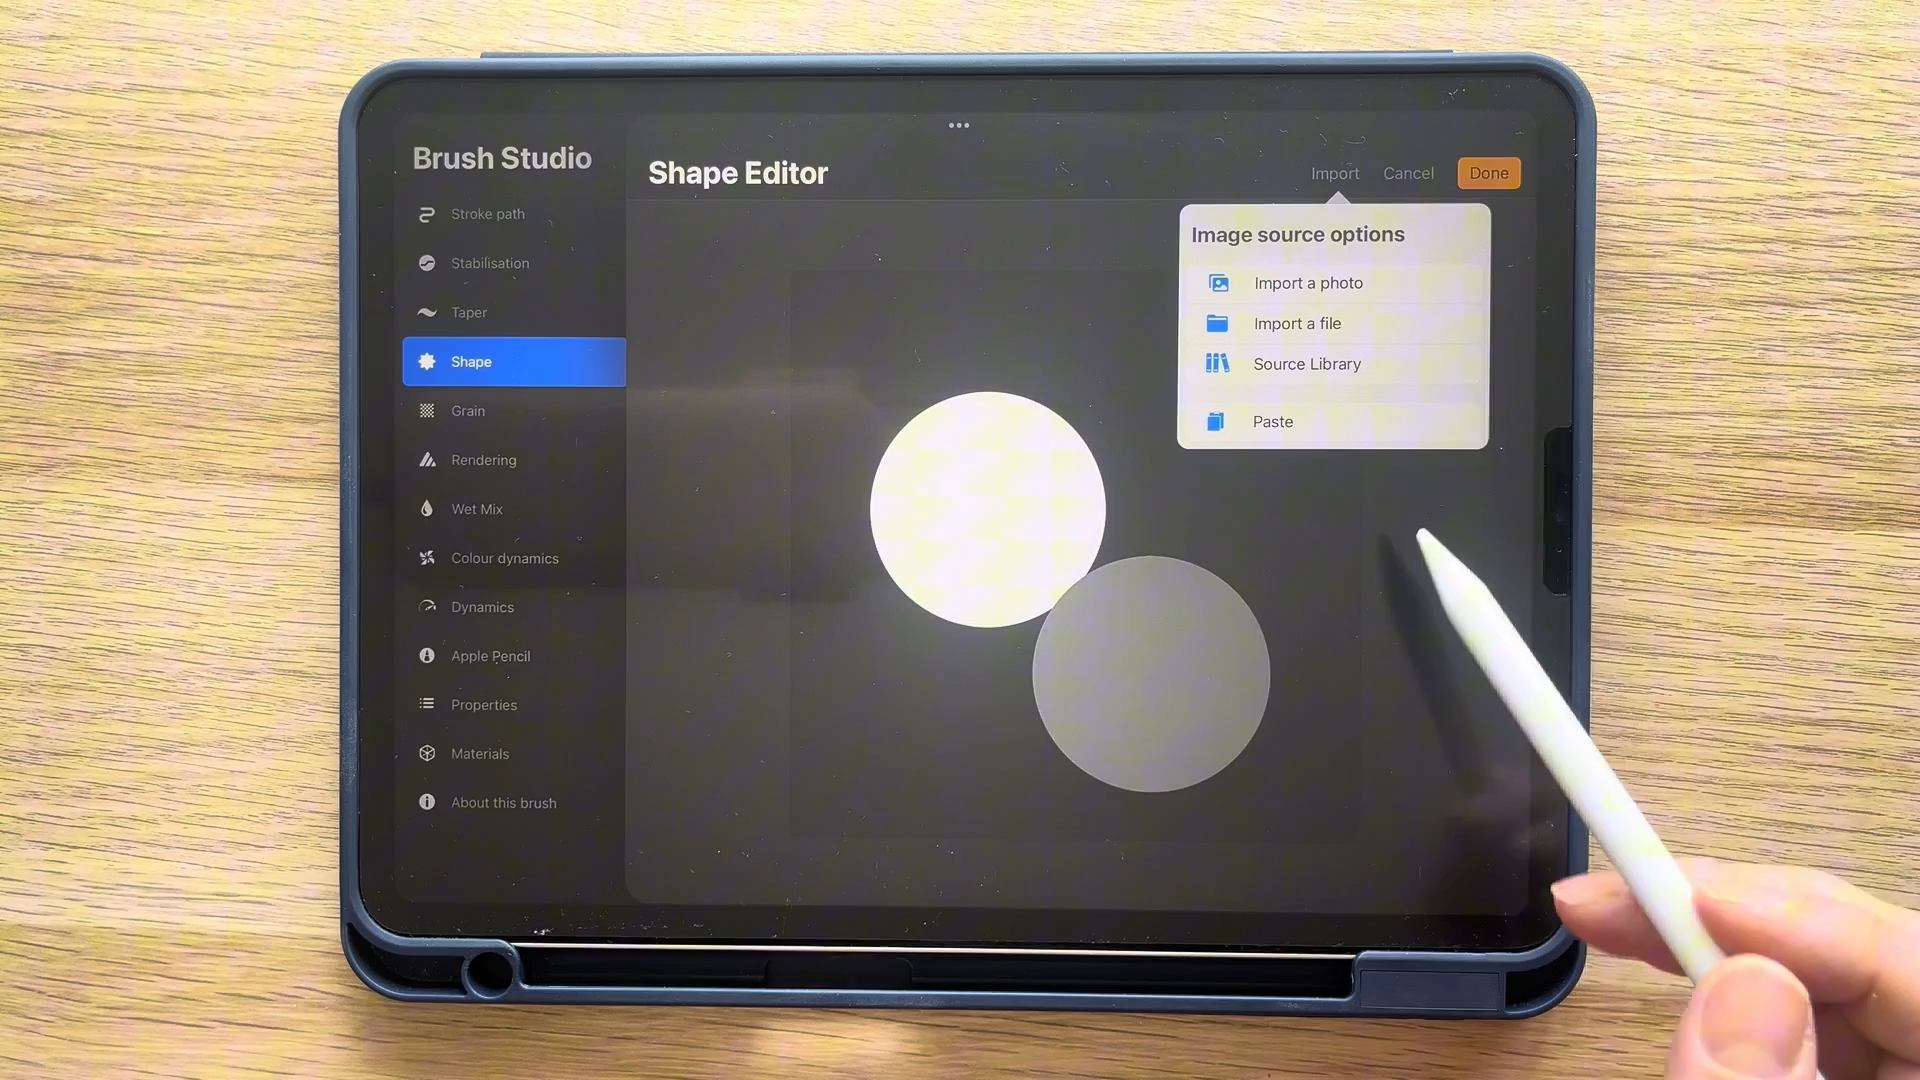 Brush Studio
Stroke path
Stabilisation
Taper
Shape
Grain
Rendering
Wet Mix
Colour dynamics
Dynamics
Apple Pencil
Properties
Materials
About this brush
Shape Editor
Import Cancel Done
Image source options
Import a photo
Import a file
Source Library
Paste